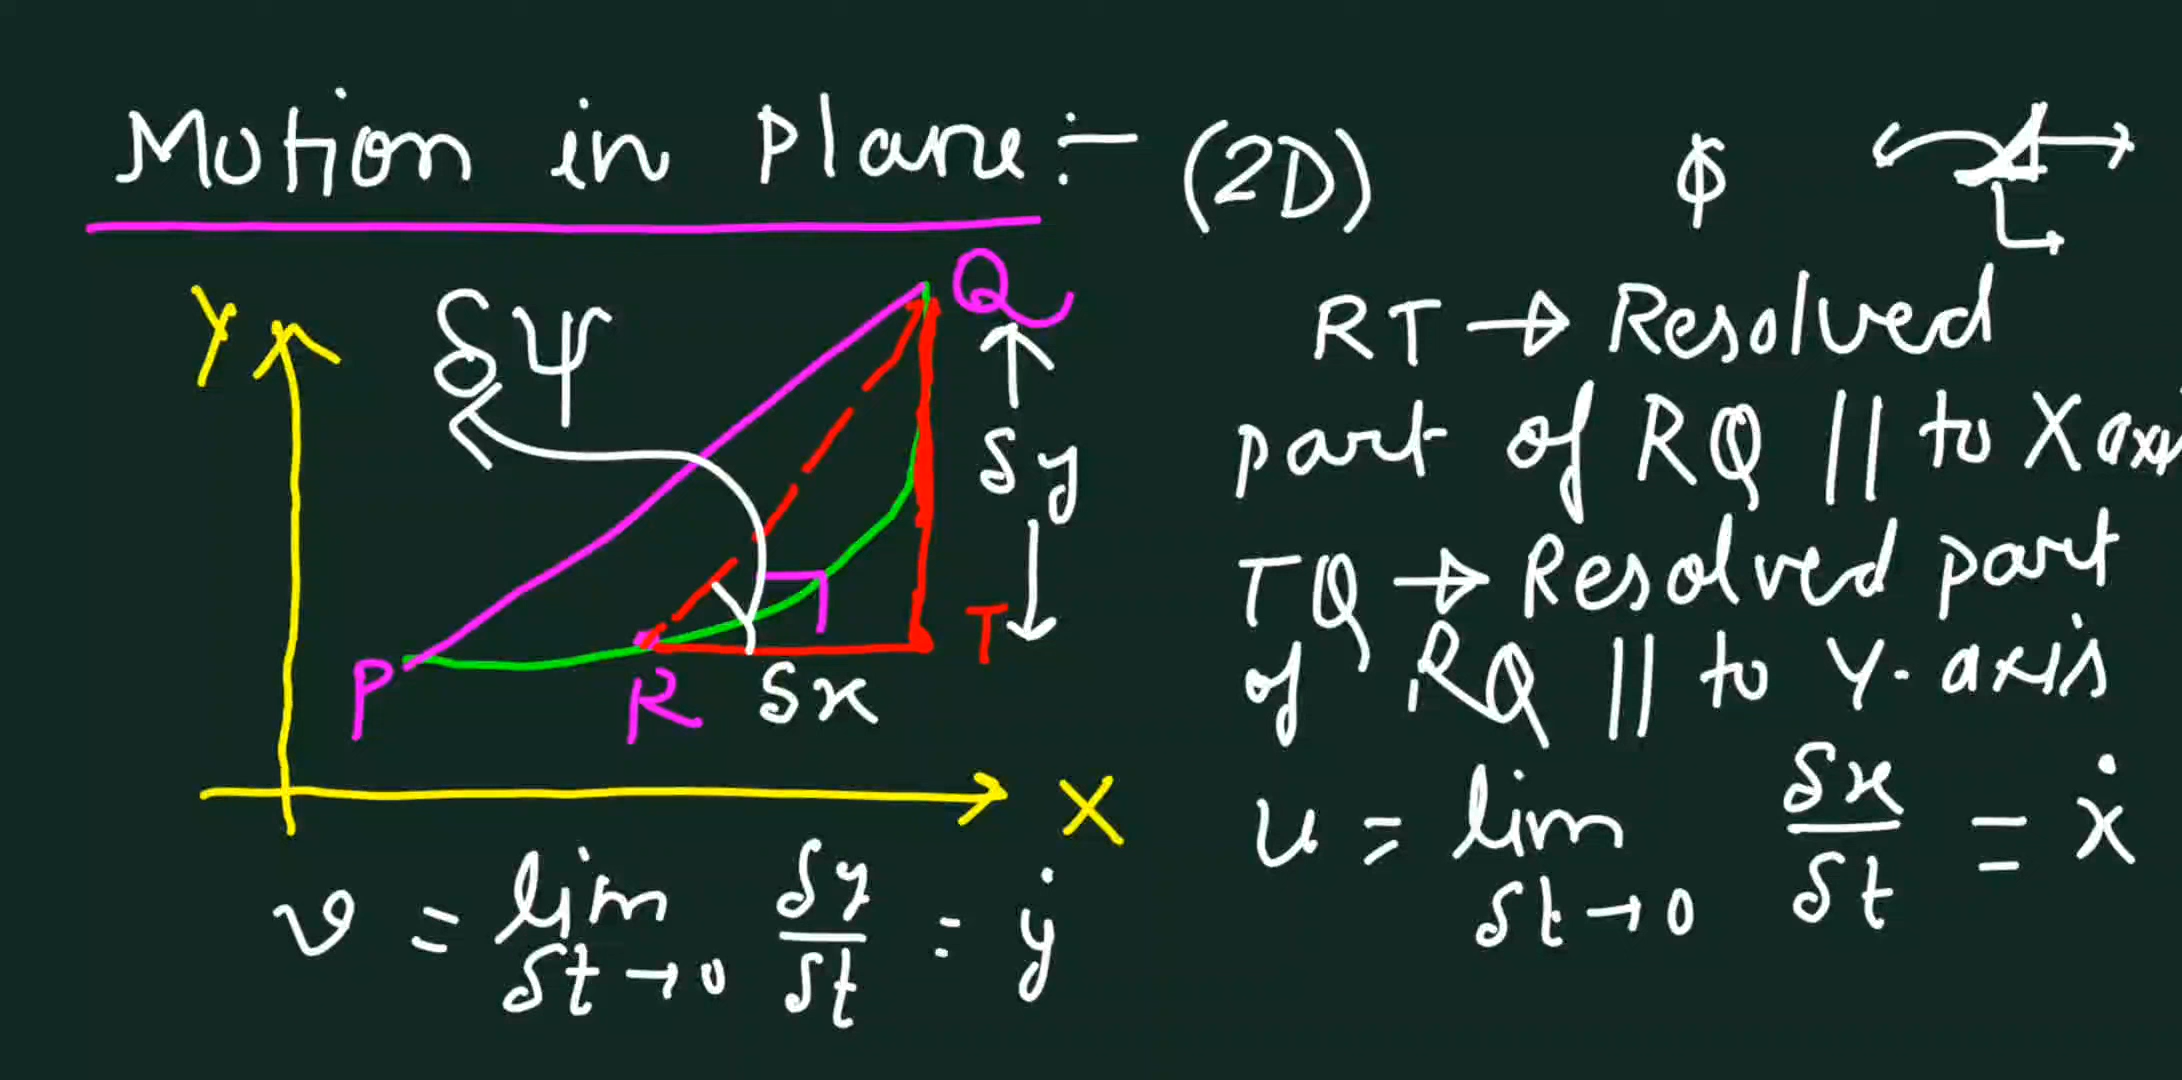 Motion in Plane :- (2D)
ϕ
Y
δψ
Q
δy
T
P
R
δx
X
v = lim δy/δt = ẏ
δt→0
RT → Resolved
part of RQ || to X axis
TQ → Resolved part
of RQ || to Y-axis
u = lim δx/δt = ẋ
δt→0